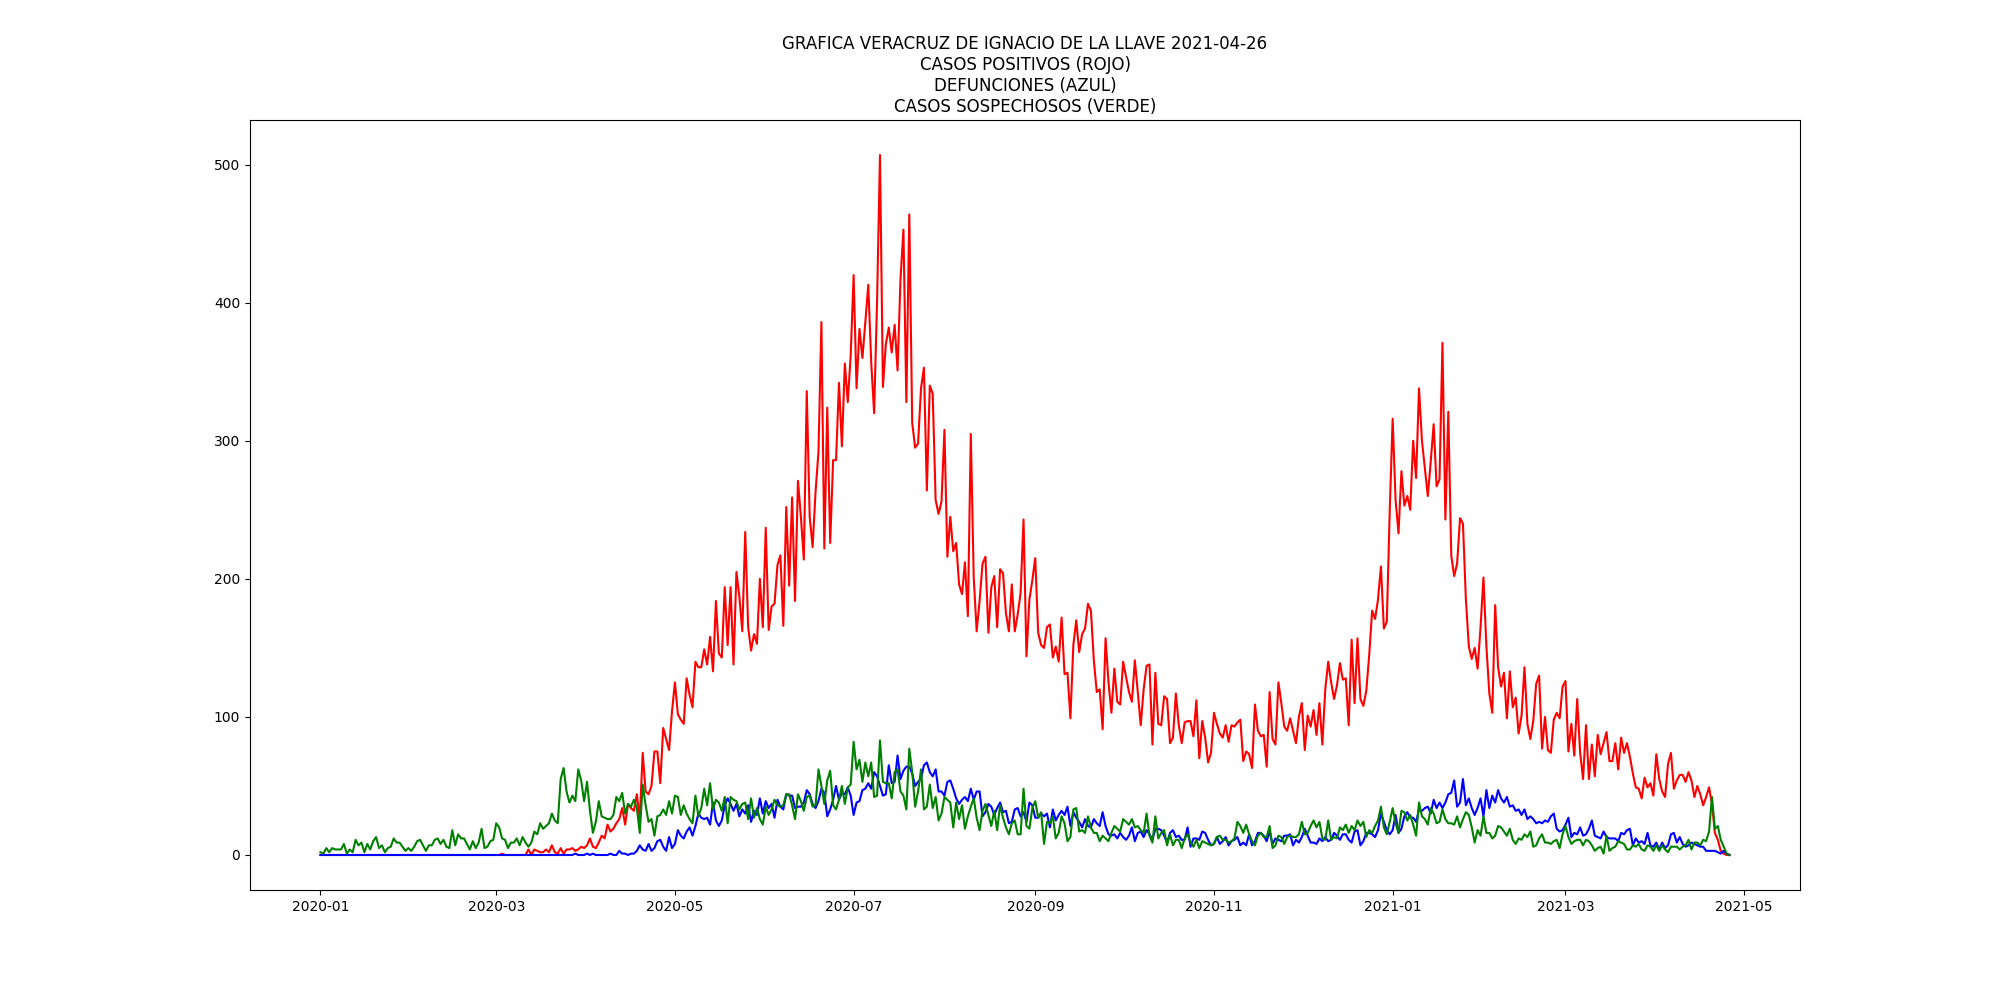 GRAFICA VERACRUZ DE IGNACIO DE LA LLAVE 2021-04-26
CASOS POSITIVOS (ROJO)
DEFUNCIONES (AZUL)
CASOS SOSPECHOSOS (VERDE)
500
400
300
200
100
0
2020-01 2020-03 2020-05 2020-07 2020-09 2020-11 2021-01 2021-03 2021-05